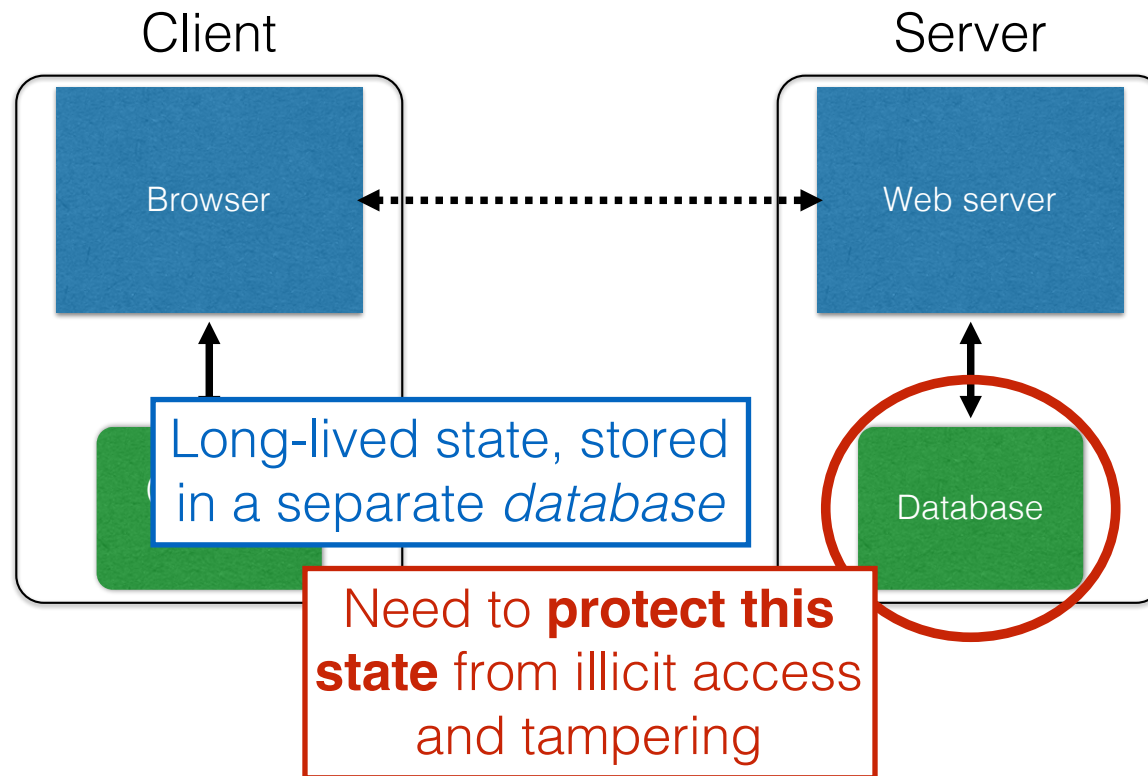 Client
Server
Browser
Web server
Long-lived state, stored
in a separate database
Database
Need to protect this
state from illicit access
and tampering